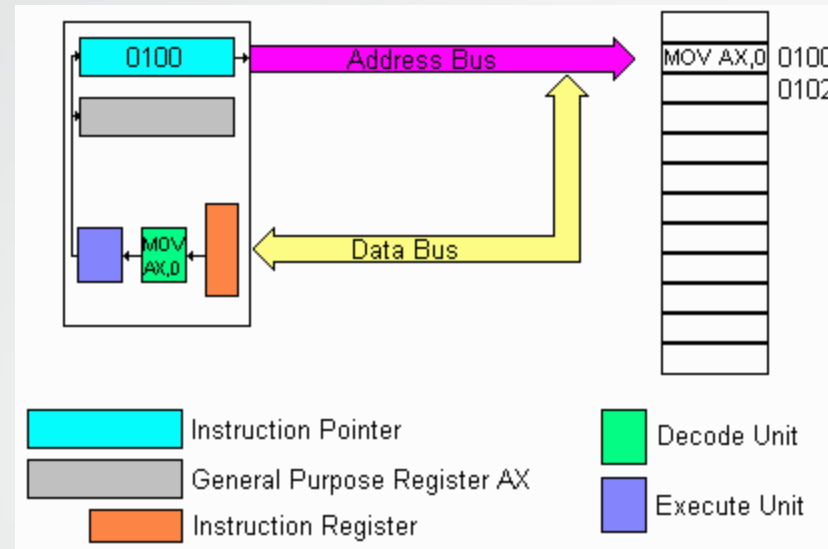 0100
Address Bus
MOV AX,0
0100
0102
MOV
AX,0
Data Bus
Instruction Pointer
General Purpose Register AX
Instruction Register
Decode Unit
Execute Unit